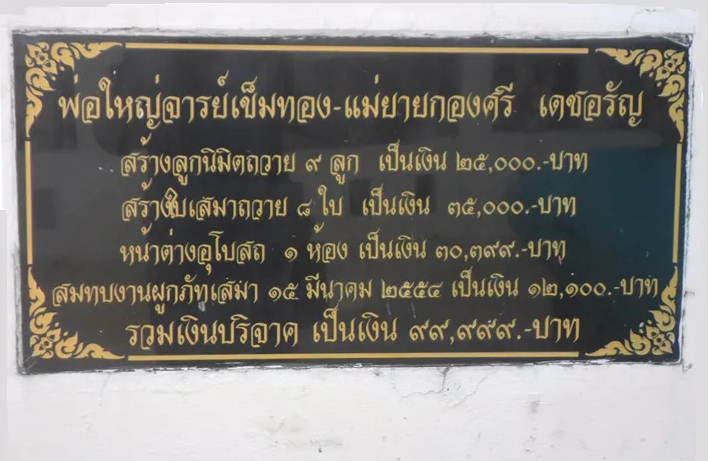 พ่อใหญ่จารย์เข็มทอง-แม่ยายกองศรี เดชอรัญ
สร้างลูกนิมิตถวาย ๙ ลูก เป็นเงิน ๒๕,๐๐๐.-บาท
สร้างใบเสมาถวาย ๘ ใบ เป็นเงิน ๓๕,๐๐๐.-บาท
หน้าต่างอุโบสถ ๑ ห้อง เป็นเงิน ๓๐,๓๙๙.-บาท
สมทบงานผูกภัทเสมา ๑๕ มีนาคม ๒๕๕๔ เป็นเงิน ๑๒,๑๐๐.-บาท
รวมเงินบริจาค เป็นเงิน ๙๙,๙๙๙.-บาท